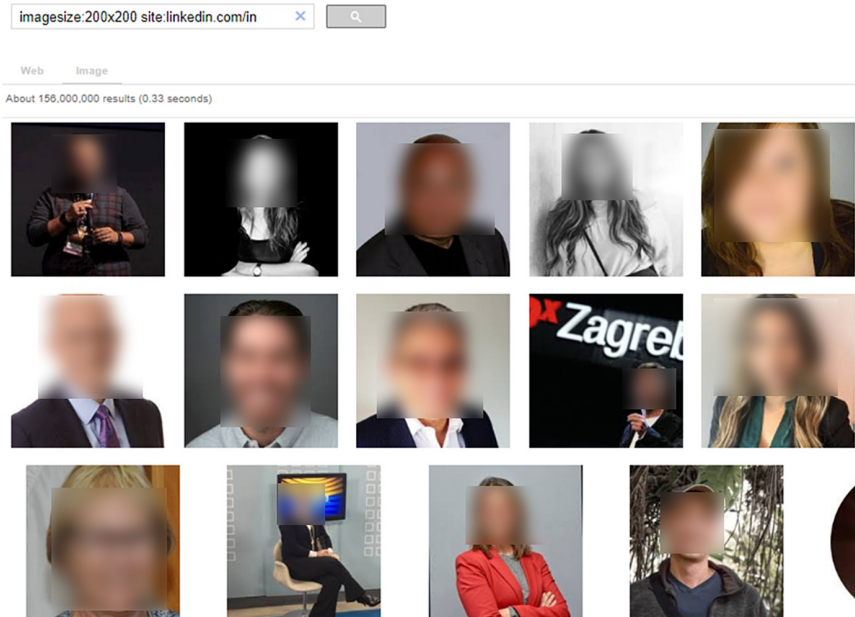 imagesize:200x200 site:linkedin.com/in
Web Image
About 156,000,000 results (0.33 seconds)
x
Zagreb